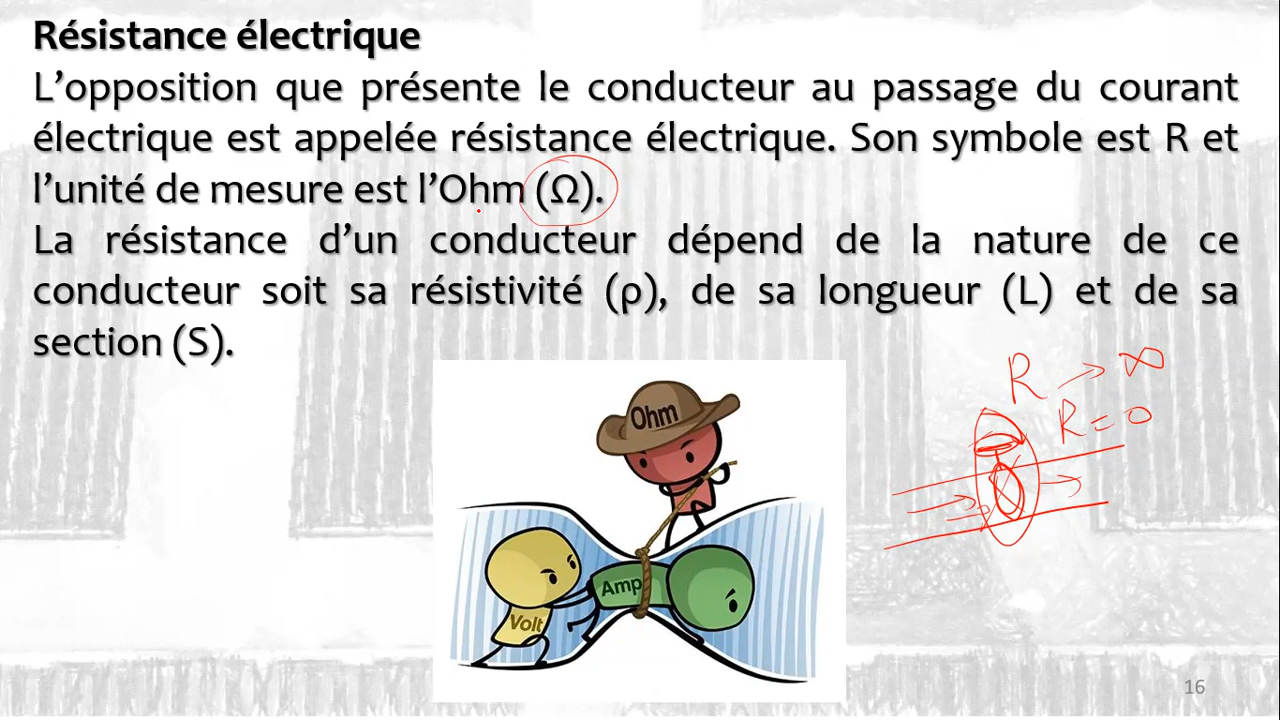 Résistance électrique
L'opposition que présente le conducteur au passage du courant
électrique est appelée résistance électrique. Son symbole est R et
l'unité de mesure est l'Ohm (Ω).
La résistance d'un conducteur dépend de la nature de ce
conducteur soit sa résistivité (ρ), de sa longueur (L) et de sa
section (S).
R → ∞
R = 0
Ohm
Amp
Volt
16